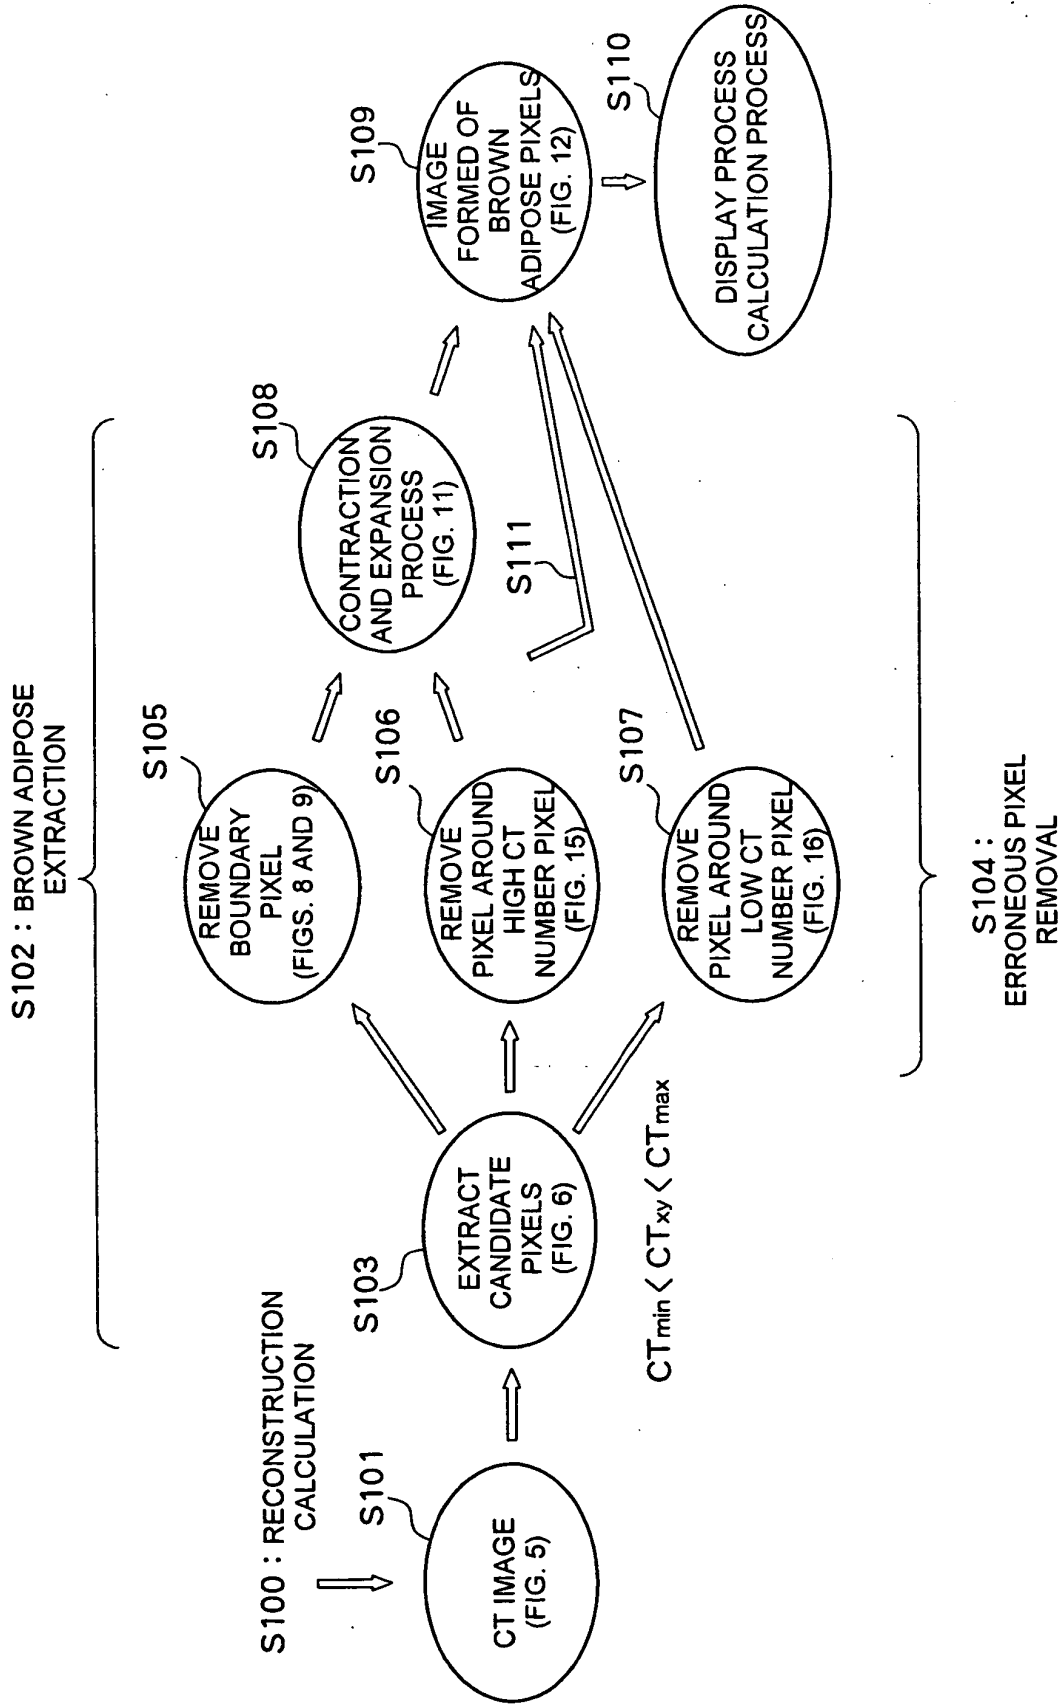 S100 : RECONSTRUCTION
CALCULATION
S101
CT IMAGE
(FIG. 5)
S102 : BROWN ADIPOSE
EXTRACTION
S103
EXTRACT
CANDIDATE
PIXELS
(FIG. 6)
CTmin < CTxy < CTmax
S105
REMOVE
BOUNDARY
PIXEL
(FIGS. 8 AND 9)
S106
REMOVE
PIXEL AROUND
HIGH CT
NUMBER PIXEL
(FIG. 15)
S107
REMOVE
PIXEL AROUND
LOW CT
NUMBER PIXEL
(FIG. 16)
S104 :
ERRONEOUS PIXEL
REMOVAL
S108
CONTRACTION
AND EXPANSION
PROCESS
(FIG. 11)
S111
S109
IMAGE
FORMED OF
BROWN
ADIPOSE PIXELS
(FIG. 12)
S110
DISPLAY PROCESS
CALCULATION PROCESS